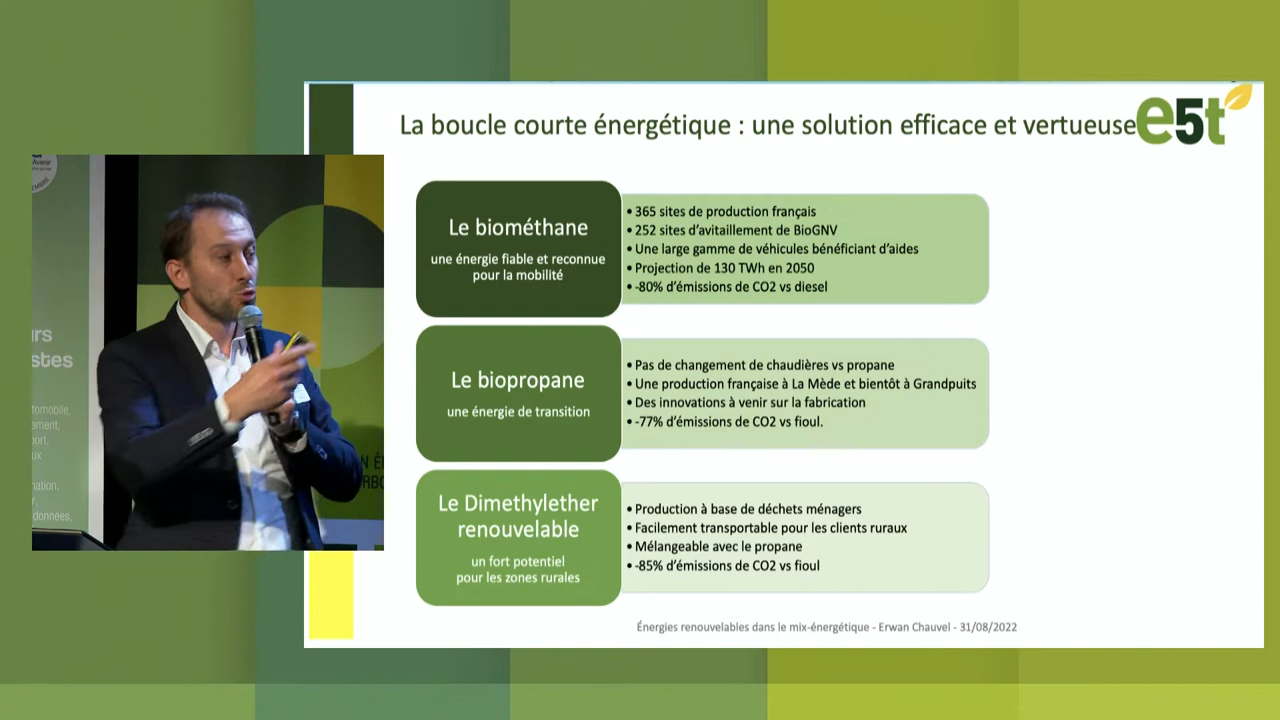 La boucle courte énergétique : une solution efficace et vertueuse
e5t
Le biométhane
une énergie fiable et reconnue
pour la mobilité
• 365 sites de production français
• 252 sites d'avitaillement de BioGNV
• Une large gamme de véhicules bénéficiant d'aides
• Projection de 130 TWh en 2050
• -80% d'émissions de CO2 vs diesel
Le biopropane
une énergie de transition
• Pas de changement de chaudières vs propane
• Une production française à La Mède et bientôt à Grandpuits
• Des innovations à venir sur la fabrication
• -77% d'émissions de CO2 vs fioul.
Le Dimethylether
renouvelable
un fort potentiel
pour les zones rurales
• Production à base de déchets ménagers
• Facilement transportable pour les clients ruraux
• Mélangeable avec le propane
• -85% d'émissions de CO2 vs fioul
Énergies renouvelables dans le mix-énergétique - Erwan Chauvel - 31/08/2022